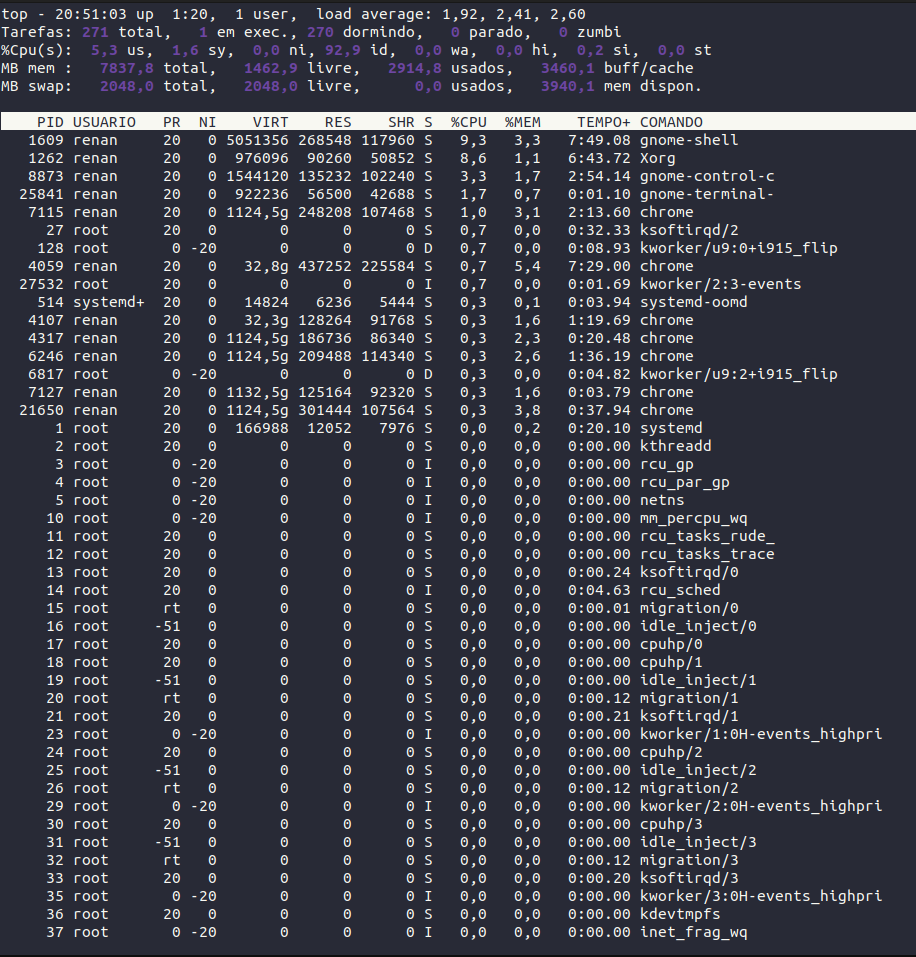 top - 20:51:03 up  1:20,  1 user,  load average: 1,92, 2,41, 2,60
Tarefas: 271 total,   1 em exec., 270 dormindo,   0 parado,   0 zumbi
%Cpu(s):  5,3 us,  1,6 sy,  0,0 ni, 92,9 id,  0,0 wa,  0,0 hi,  0,2 si,  0,0 st
MB mem :   7837,8 total,   1462,9 livre,   2914,8 usados,   3460,1 buff/cache
MB swap:   2048,0 total,   2048,0 livre,      0,0 usados,   3940,1 mem dispon.
PID USUARIO   PR  NI    VIRT    RES    SHR S  %CPU  %MEM    TEMPO+ COMANDO
1609 renan     20   0 5051356 268548 117960 S   9,3   3,3   7:49.08 gnome-shell
1262 renan     20   0  976096  90260  50852 S   8,6   1,1   6:43.72 Xorg
8873 renan     20   0 1544120 135232 102240 S   3,3   1,7   2:54.14 gnome-control-c
25841 renan     20   0  922236  56500  42688 S   1,7   0,7   0:01.10 gnome-terminal-
7115 renan     20   0 1124,5g 248208 107468 S   1,0   3,1   2:13.60 chrome
27 root      20   0       0      0      0 S   0,7   0,0   0:32.33 ksoftirqd/2
128 root       0 -20       0      0      0 D   0,7   0,0   0:08.93 kworker/u9:0+i915_flip
4059 renan     20   0   32,8g 437252 225584 S   0,7   5,4   7:29.00 chrome
27532 root      20   0       0      0      0 I   0,7   0,0   0:01.69 kworker/2:3-events
514 systemd+  20   0   14824   6236   5444 S   0,3   0,1   0:03.94 systemd-oomd
4107 renan     20   0   32,3g 128264  91768 S   0,3   1,6   1:19.69 chrome
4317 renan     20   0 1124,5g 186736  86340 S   0,3   2,3   0:20.48 chrome
6246 renan     20   0 1124,5g 209488 114340 S   0,3   2,6   1:36.19 chrome
6817 root       0 -20       0      0      0 D   0,3   0,0   0:04.82 kworker/u9:2+i915_flip
7127 renan     20   0 1132,5g 125164  92320 S   0,3   1,6   0:03.79 chrome
21650 renan     20   0 1124,5g 301444 107564 S   0,3   3,8   0:37.94 chrome
1 root      20   0  166988  12052   7976 S   0,0   0,2   0:20.10 systemd
2 root      20   0       0      0      0 S   0,0   0,0   0:00.00 kthreadd
3 root       0 -20       0      0      0 I   0,0   0,0   0:00.00 rcu_gp
4 root       0 -20       0      0      0 I   0,0   0,0   0:00.00 rcu_par_gp
5 root       0 -20       0      0      0 I   0,0   0,0   0:00.00 netns
10 root       0 -20       0      0      0 I   0,0   0,0   0:00.00 mm_percpu_wq
11 root      20   0       0      0      0 S   0,0   0,0   0:00.00 rcu_tasks_rude_
12 root      20   0       0      0      0 S   0,0   0,0   0:00.00 rcu_tasks_trace
13 root      20   0       0      0      0 S   0,0   0,0   0:00.24 ksoftirqd/0
14 root      20   0       0      0      0 I   0,0   0,0   0:04.63 rcu_sched
15 root      rt   0       0      0      0 S   0,0   0,0   0:00.01 migration/0
16 root     -51   0       0      0      0 S   0,0   0,0   0:00.00 idle_inject/0
17 root      20   0       0      0      0 S   0,0   0,0   0:00.00 cpuhp/0
18 root      20   0       0      0      0 S   0,0   0,0   0:00.00 cpuhp/1
19 root     -51   0       0      0      0 S   0,0   0,0   0:00.00 idle_inject/1
20 root      rt   0       0      0      0 S   0,0   0,0   0:00.12 migration/1
21 root      20   0       0      0      0 S   0,0   0,0   0:00.21 ksoftirqd/1
23 root       0 -20       0      0      0 I   0,0   0,0   0:00.00 kworker/1:0H-events_highpri
24 root      20   0       0      0      0 S   0,0   0,0   0:00.00 cpuhp/2
25 root     -51   0       0      0      0 S   0,0   0,0   0:00.00 idle_inject/2
26 root      rt   0       0      0      0 S   0,0   0,0   0:00.12 migration/2
29 root       0 -20       0      0      0 I   0,0   0,0   0:00.00 kworker/2:0H-events_highpri
30 root      20   0       0      0      0 S   0,0   0,0   0:00.00 cpuhp/3
31 root     -51   0       0      0      0 S   0,0   0,0   0:00.00 idle_inject/3
32 root      rt   0       0      0      0 S   0,0   0,0   0:00.12 migration/3
33 root      20   0       0      0      0 S   0,0   0,0   0:00.20 ksoftirqd/3
35 root       0 -20       0      0      0 I   0,0   0,0   0:00.00 kworker/3:0H-events_highpri
36 root      20   0       0      0      0 S   0,0   0,0   0:00.00 kdevtmpfs
37 root       0 -20       0      0      0 I   0,0   0,0   0:00.00 inet_frag_wq